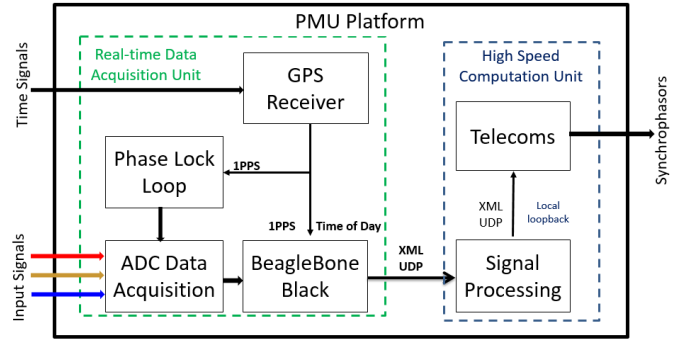 PMU Platform
Real-time Data
Acquisition Unit
High Speed
Computation Unit
Time Signals
GPS
Receiver
Telecoms
Synchrophasors
Phase Lock
Loop
1PPS
1PPS
Time of Day
XML
UDP
Local
loopback
Input Signals
ADC Data
Acquisition
BeagleBone
Black
XML
UDP
Signal
Processing